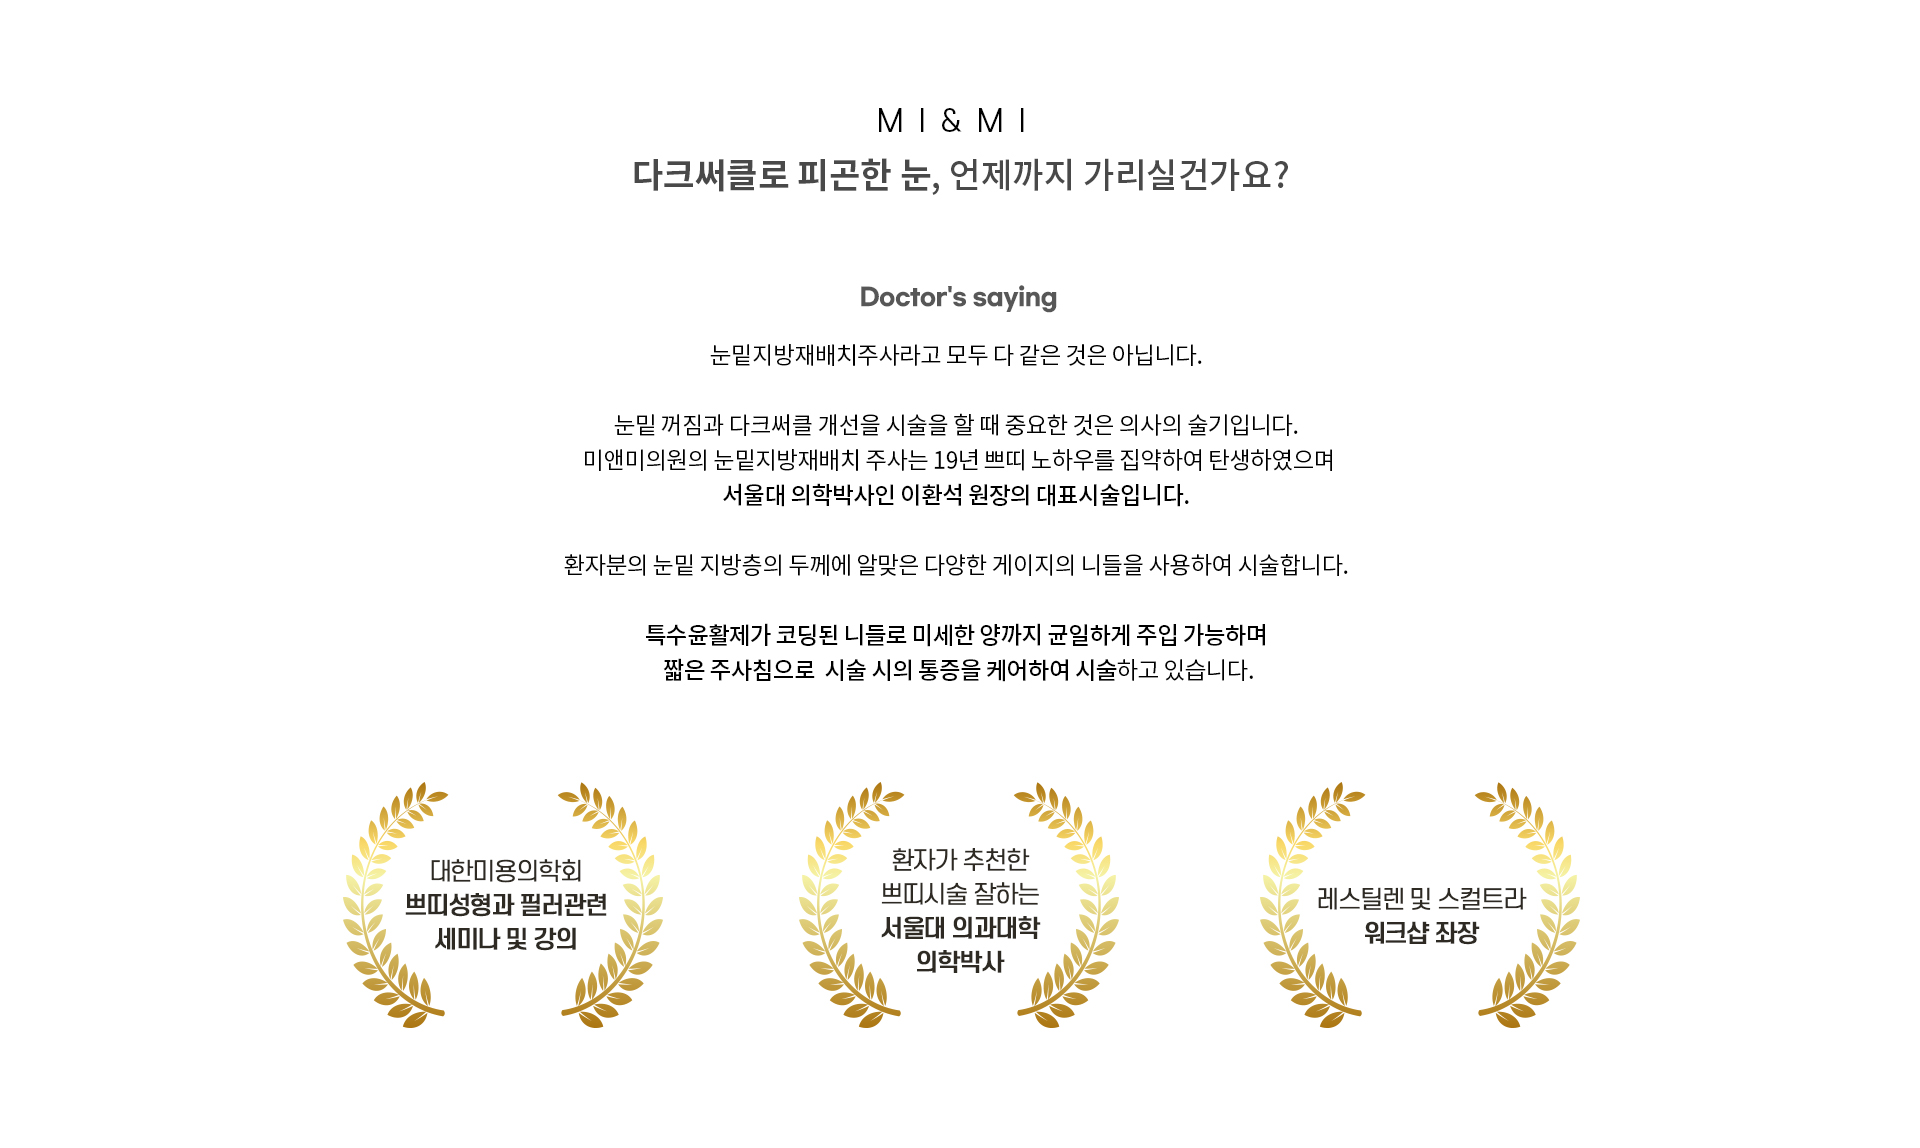 MI&MI
다크써클로 피곤한 눈, 언제까지 가리실건가요?
Doctor's saying
눈밑지방재배치주사라고 모두 다 같은 것은 아닙니다.
눈밑 꺼짐과 다크써클 개선을 시술을 할 때 중요한 것은 의사의 술기입니다.
미앤미의원의 눈밑지방재배치 주사는 19년 쁘띠 노하우를 집약하여 탄생하였으며
서울대 의학박사인 이환석 원장의 대표시술입니다.
환자분의 눈밑 지방층의 두께에 알맞은 다양한 게이지의 니들을 사용하여 시술합니다.
특수윤활제가 코딩된 니들로 미세한 양까지 균일하게 주입 가능하며
짧은 주사침으로  시술 시의 통증을 케어하여 시술하고 있습니다.
대한미용의학회
쁘띠성형과 필러관련
세미나 및 강의
환자가 추천한
쁘띠시술 잘하는
서울대 의과대학
의학박사
레스틸렌 및 스컬트라
워크샵 좌장